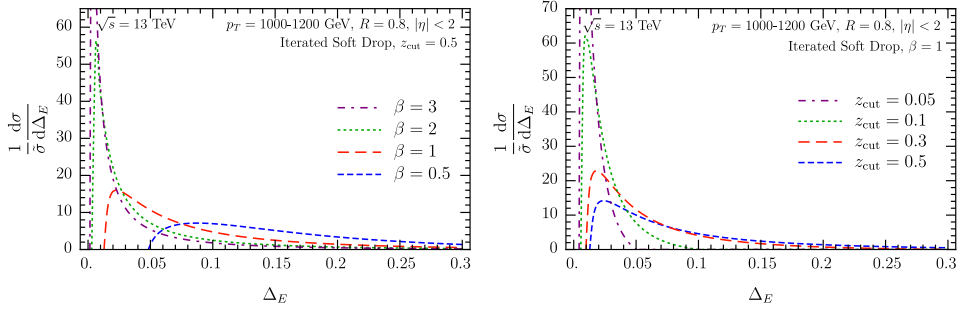 √s = 13 TeV
p_T = 1000-1200 GeV, R = 0.8, |η| < 2
Iterated Soft Drop, z_cut = 0.5
β = 3
β = 2
β = 1
β = 0.5
1/σ̃ dσ/dΔ_E
60
50
40
30
20
10
0
0. 0.05 0.1 0.15 0.2 0.25 0.3
Δ_E
√s = 13 TeV
p_T = 1000-1200 GeV, R = 0.8, |η| < 2
Iterated Soft Drop, β = 1
z_cut = 0.05
z_cut = 0.1
z_cut = 0.3
z_cut = 0.5
1/σ̃ dσ/dΔ_E
70
60
50
40
30
20
10
0
0. 0.05 0.1 0.15 0.2 0.25 0.3
Δ_E